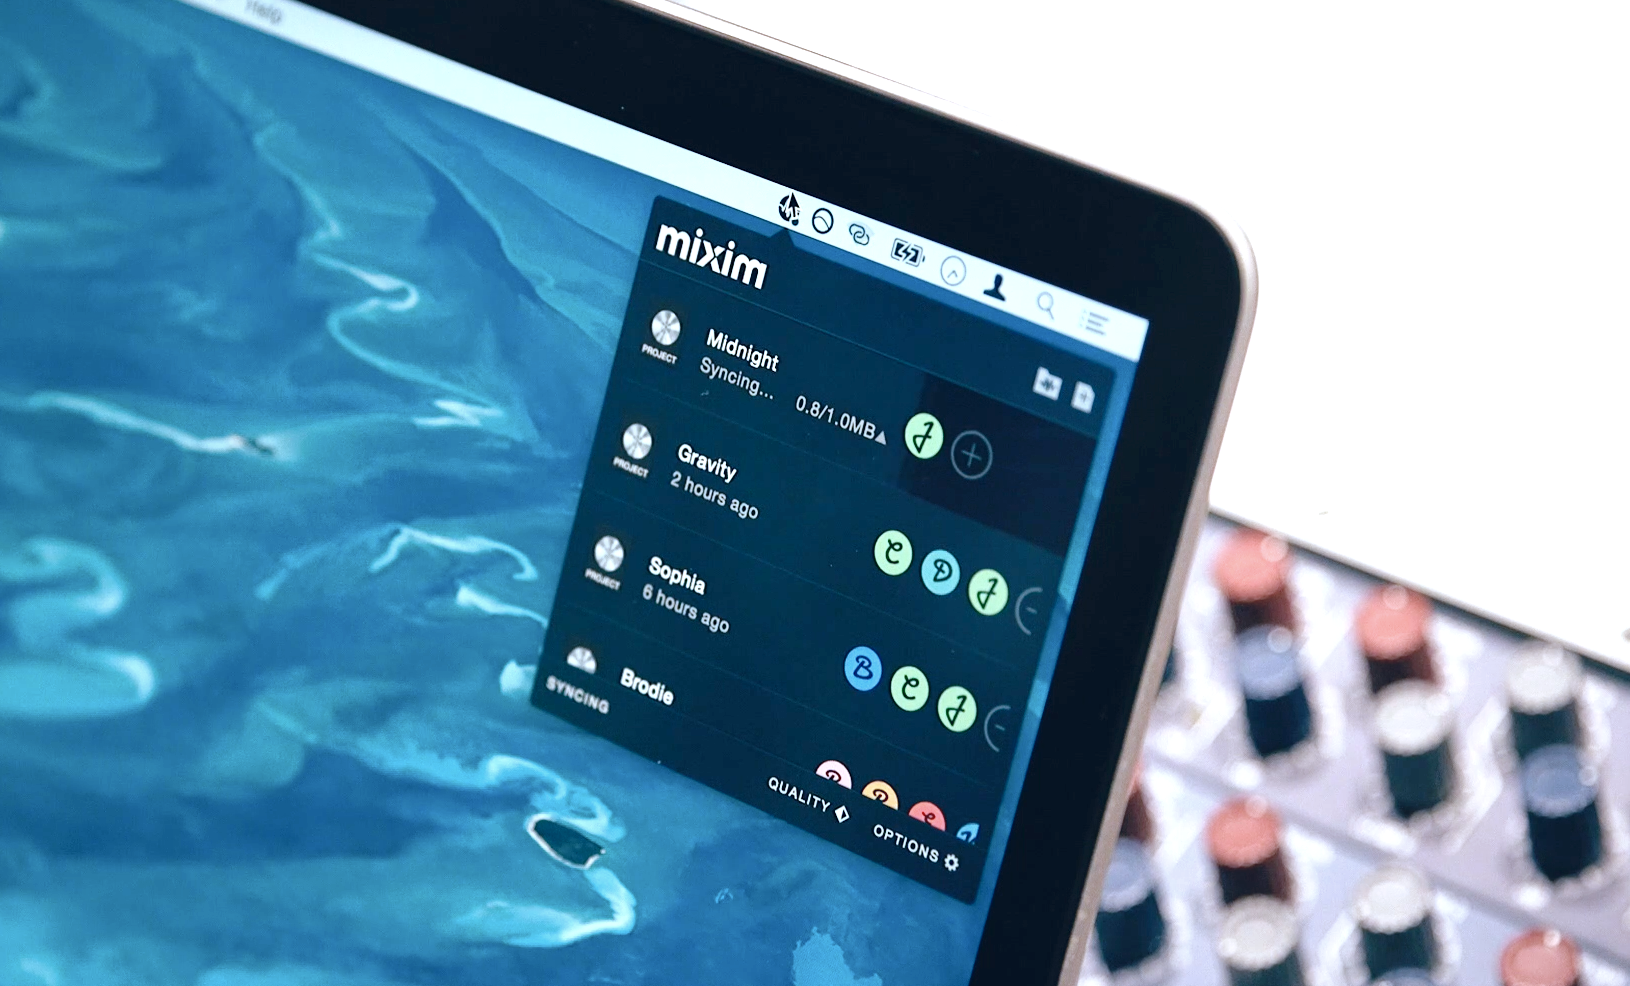 Help
mixim
PROJECT
Midnight
Syncing...
0.8/1.0MB▲
J
PROJECT
Gravity
2 hours ago
C D J
PROJECT
Sophia
6 hours ago
B C J
Brodie
SYNCING
QUALITY
OPTIONS